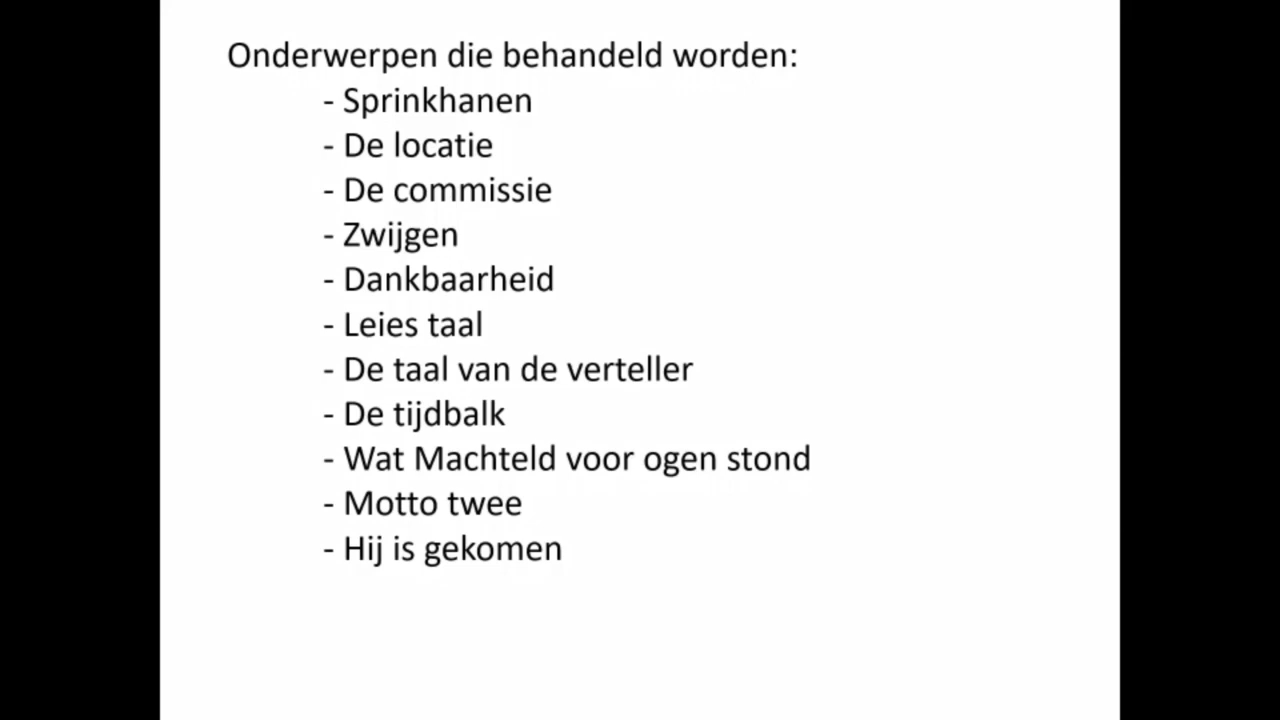 Onderwerpen die behandeld worden:
- Sprinkhanen
- De locatie
- De commissie
- Zwijgen
- Dankbaarheid
- Leies taal
- De taal van de verteller
- De tijdbalk
- Wat Machteld voor ogen stond
- Motto twee
- Hij is gekomen